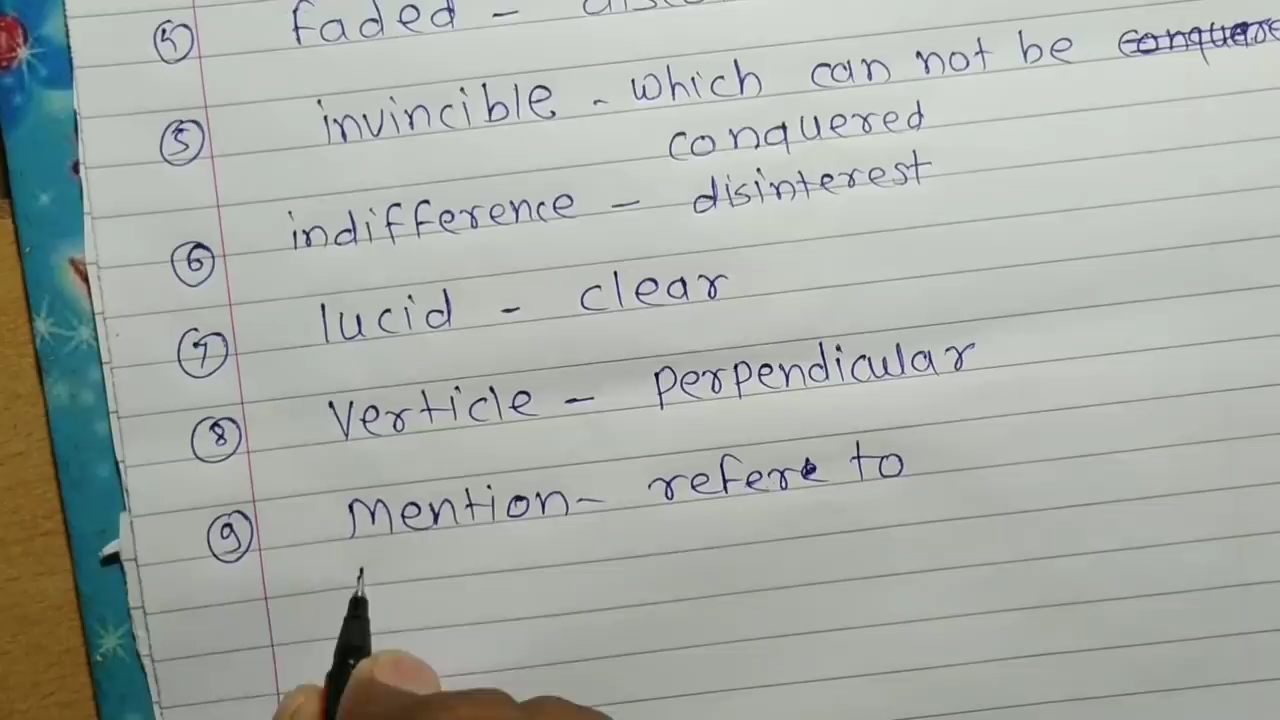 ④ faded -
⑤ invincible - which can not be
conquered
⑥ indifference - disinterest
⑦ lucid - clear
⑧ Verticle - perpendicular
⑨ Mention - refere to